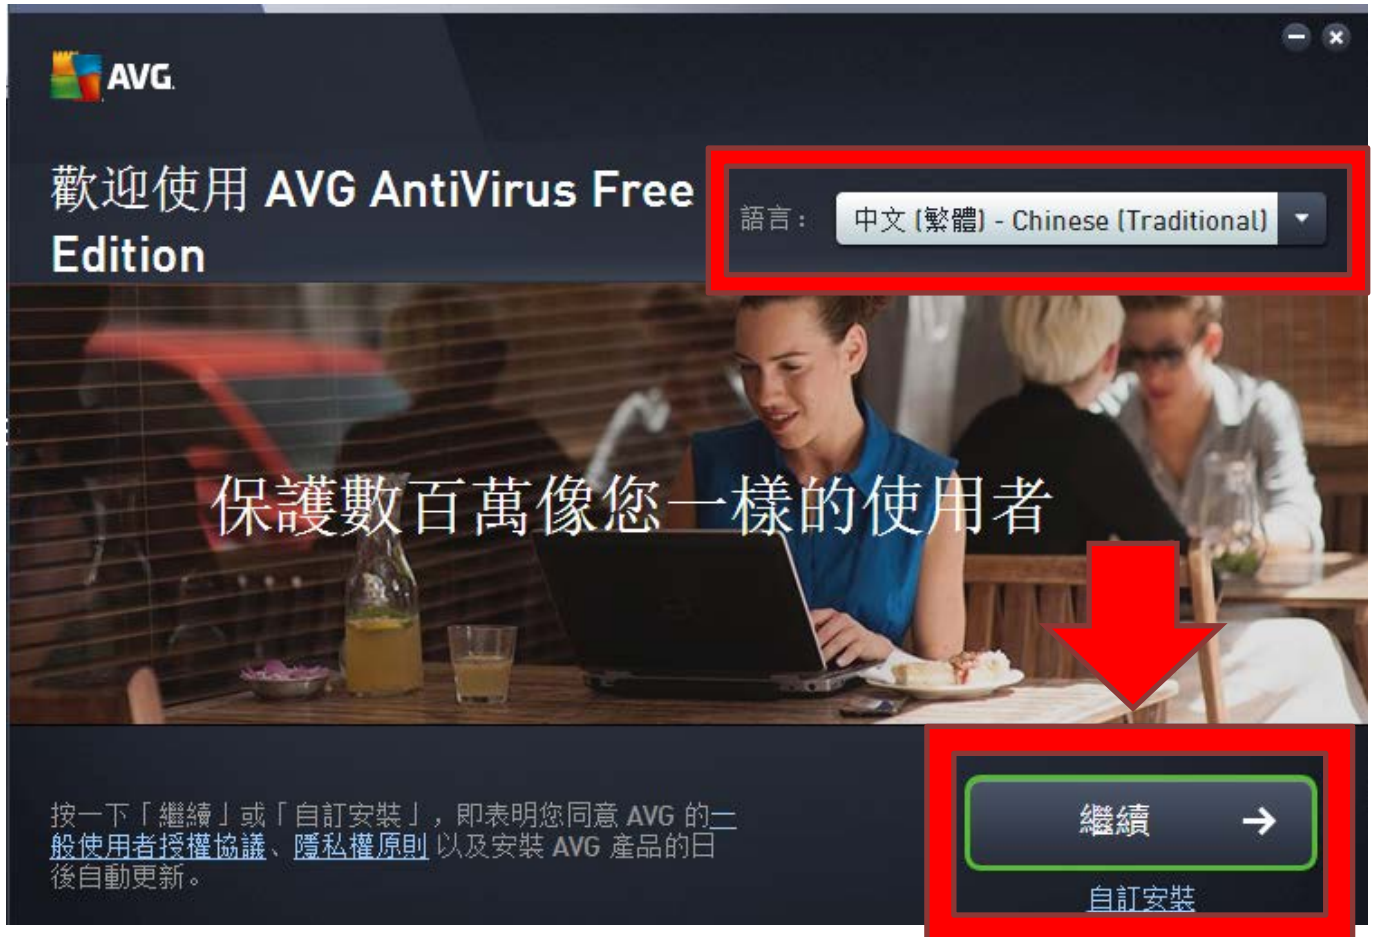 AVG
歡迎使用 AVG AntiVirus Free
Edition
語言：
中文 (繁體) - Chinese (Traditional)
保護數百萬像您一樣的使用者
按一下「繼續」或「自訂安裝」，即表明您同意 AVG 的一
般使用者授權協議、隱私權原則 以及安裝 AVG 產品的日
後自動更新。
繼續
自訂安裝